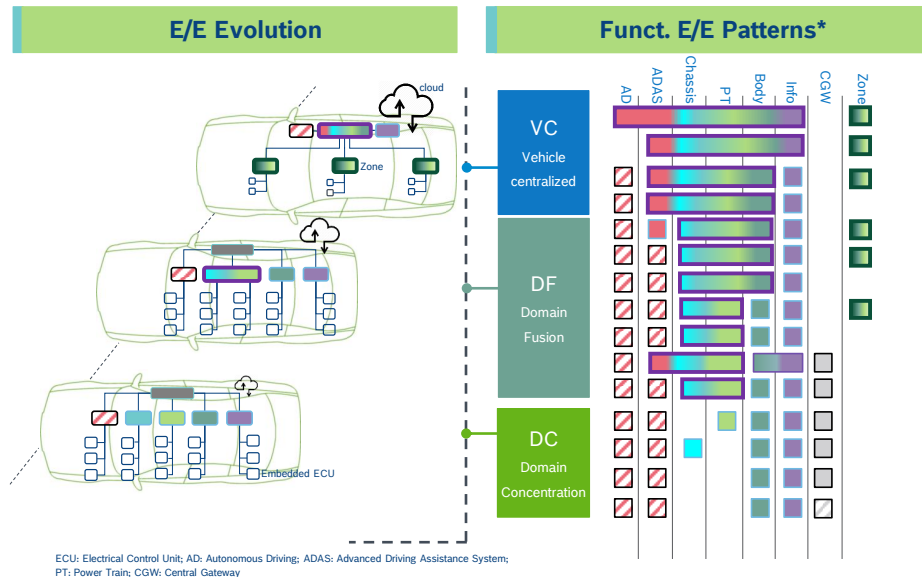 E/E Evolution
Funct. E/E Patterns*
cloud
Zone
Embedded ECU
VC
Vehicle
centralized
DF
Domain
Fusion
DC
Domain
Concentration
AD
ADAS
Chassis
PT
Body
Info
CGW
Zone
ECU: Electrical Control Unit; AD: Autonomous Driving; ADAS: Advanced Driving Assistance System;
PT: Power Train; CGW: Central Gateway